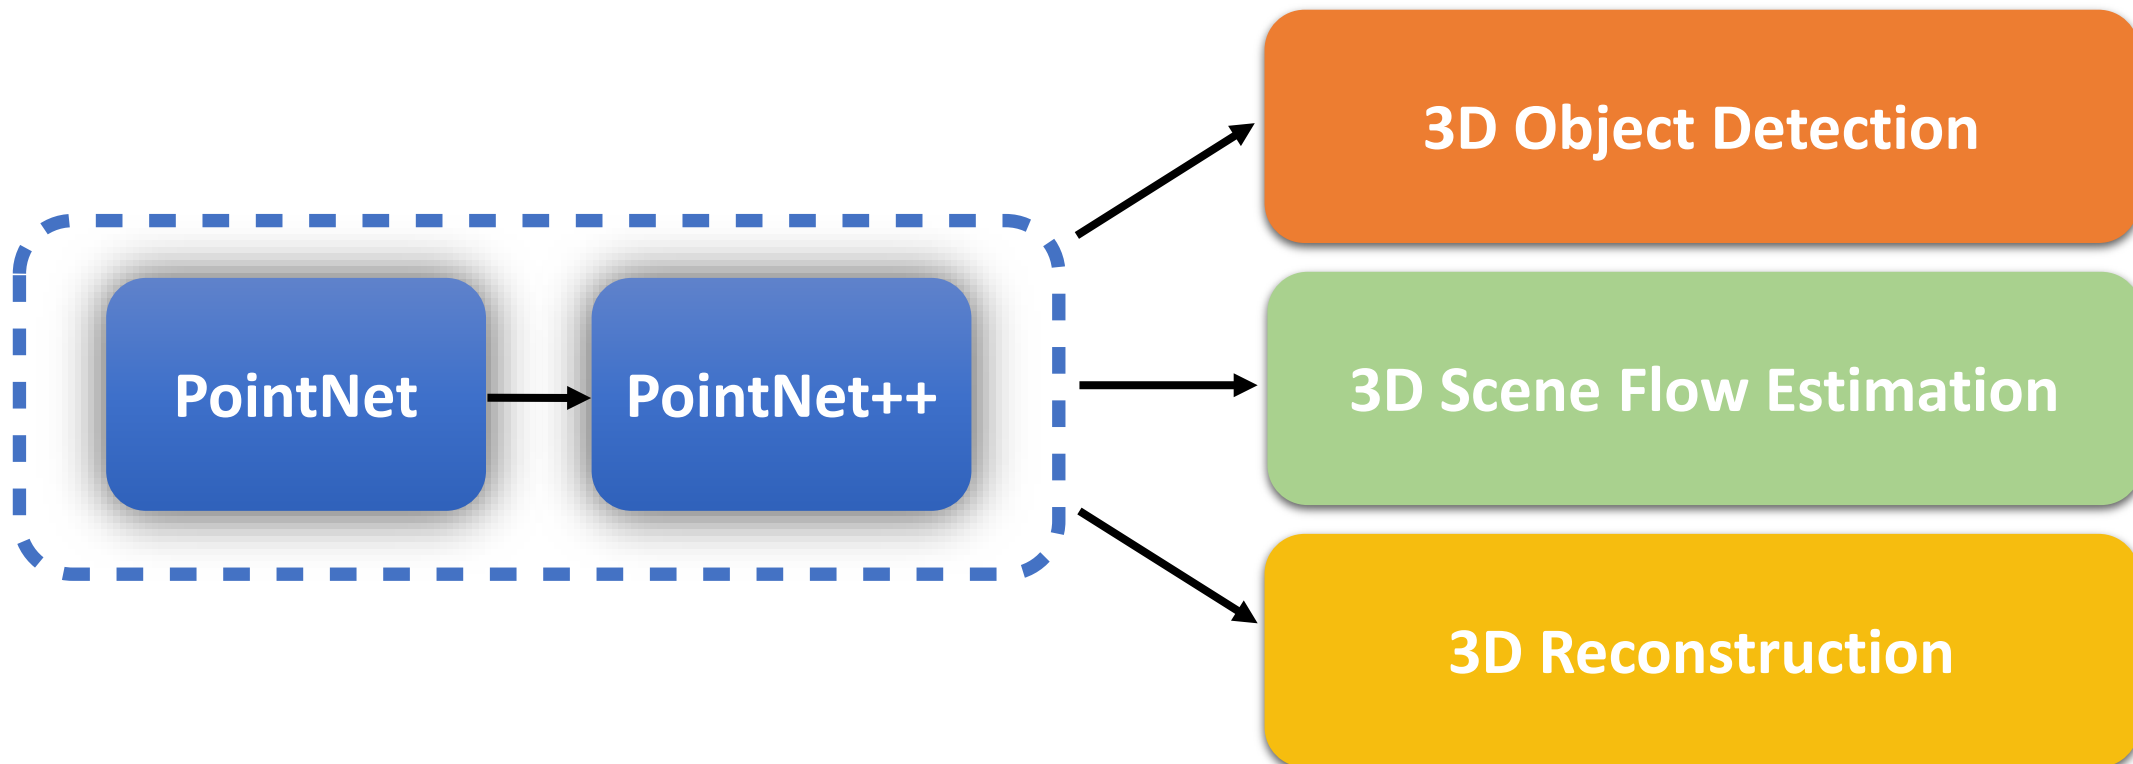 PointNet
PointNet++
3D Object Detection
3D Scene Flow Estimation
3D Reconstruction